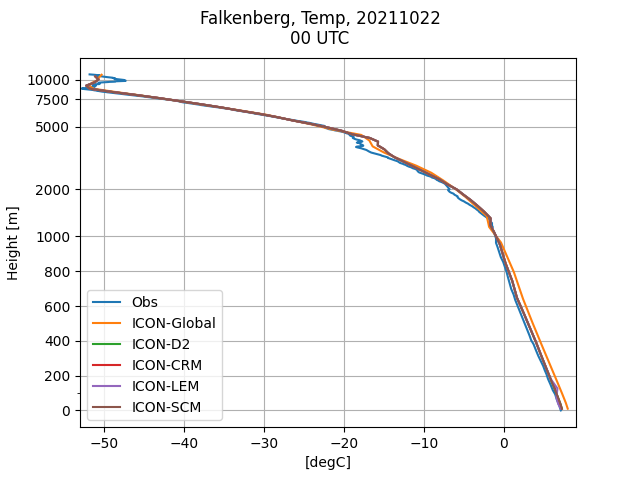 Falkenberg, Temp, 20211022
00 UTC
10000
7500
5000
2000
1000
800
600
400
200
0
Height [m]
Obs
ICON-Global
ICON-D2
ICON-CRM
ICON-LEM
ICON-SCM
−50
−40
−30
−20
−10
0
[degC]